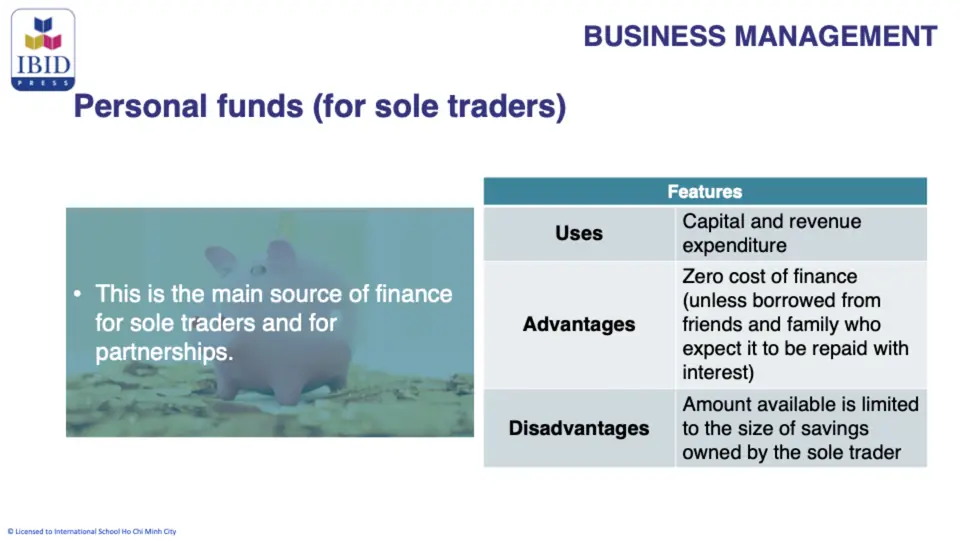 IBID
PRESS
BUSINESS MANAGEMENT
Personal funds (for sole traders)
• This is the main source of finance
for sole traders and for
partnerships.
Features
Uses
Capital and revenue
expenditure
Advantages
Zero cost of finance
(unless borrowed from
friends and family who
expect it to be repaid with
interest)
Disadvantages
Amount available is limited
to the size of savings
owned by the sole trader
© Licensed to International School Ho Chi Minh City